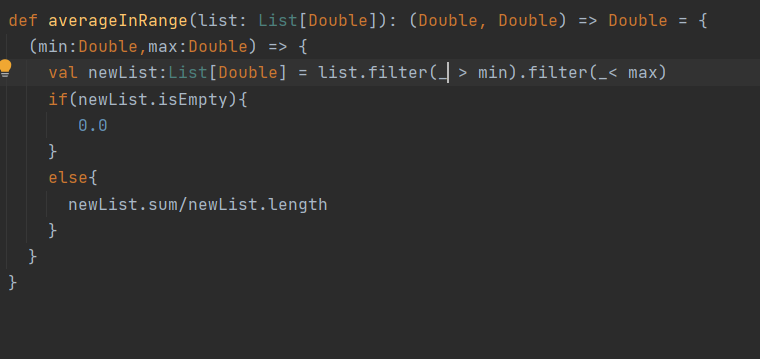 def averageInRange(list: List[Double]): (Double, Double) => Double = {
  (min:Double,max:Double) => {
    val newList:List[Double] = list.filter(_ > min).filter(_< max)
    if(newList.isEmpty){
       0.0
    }
    else{
      newList.sum/newList.length
    }
  }
}